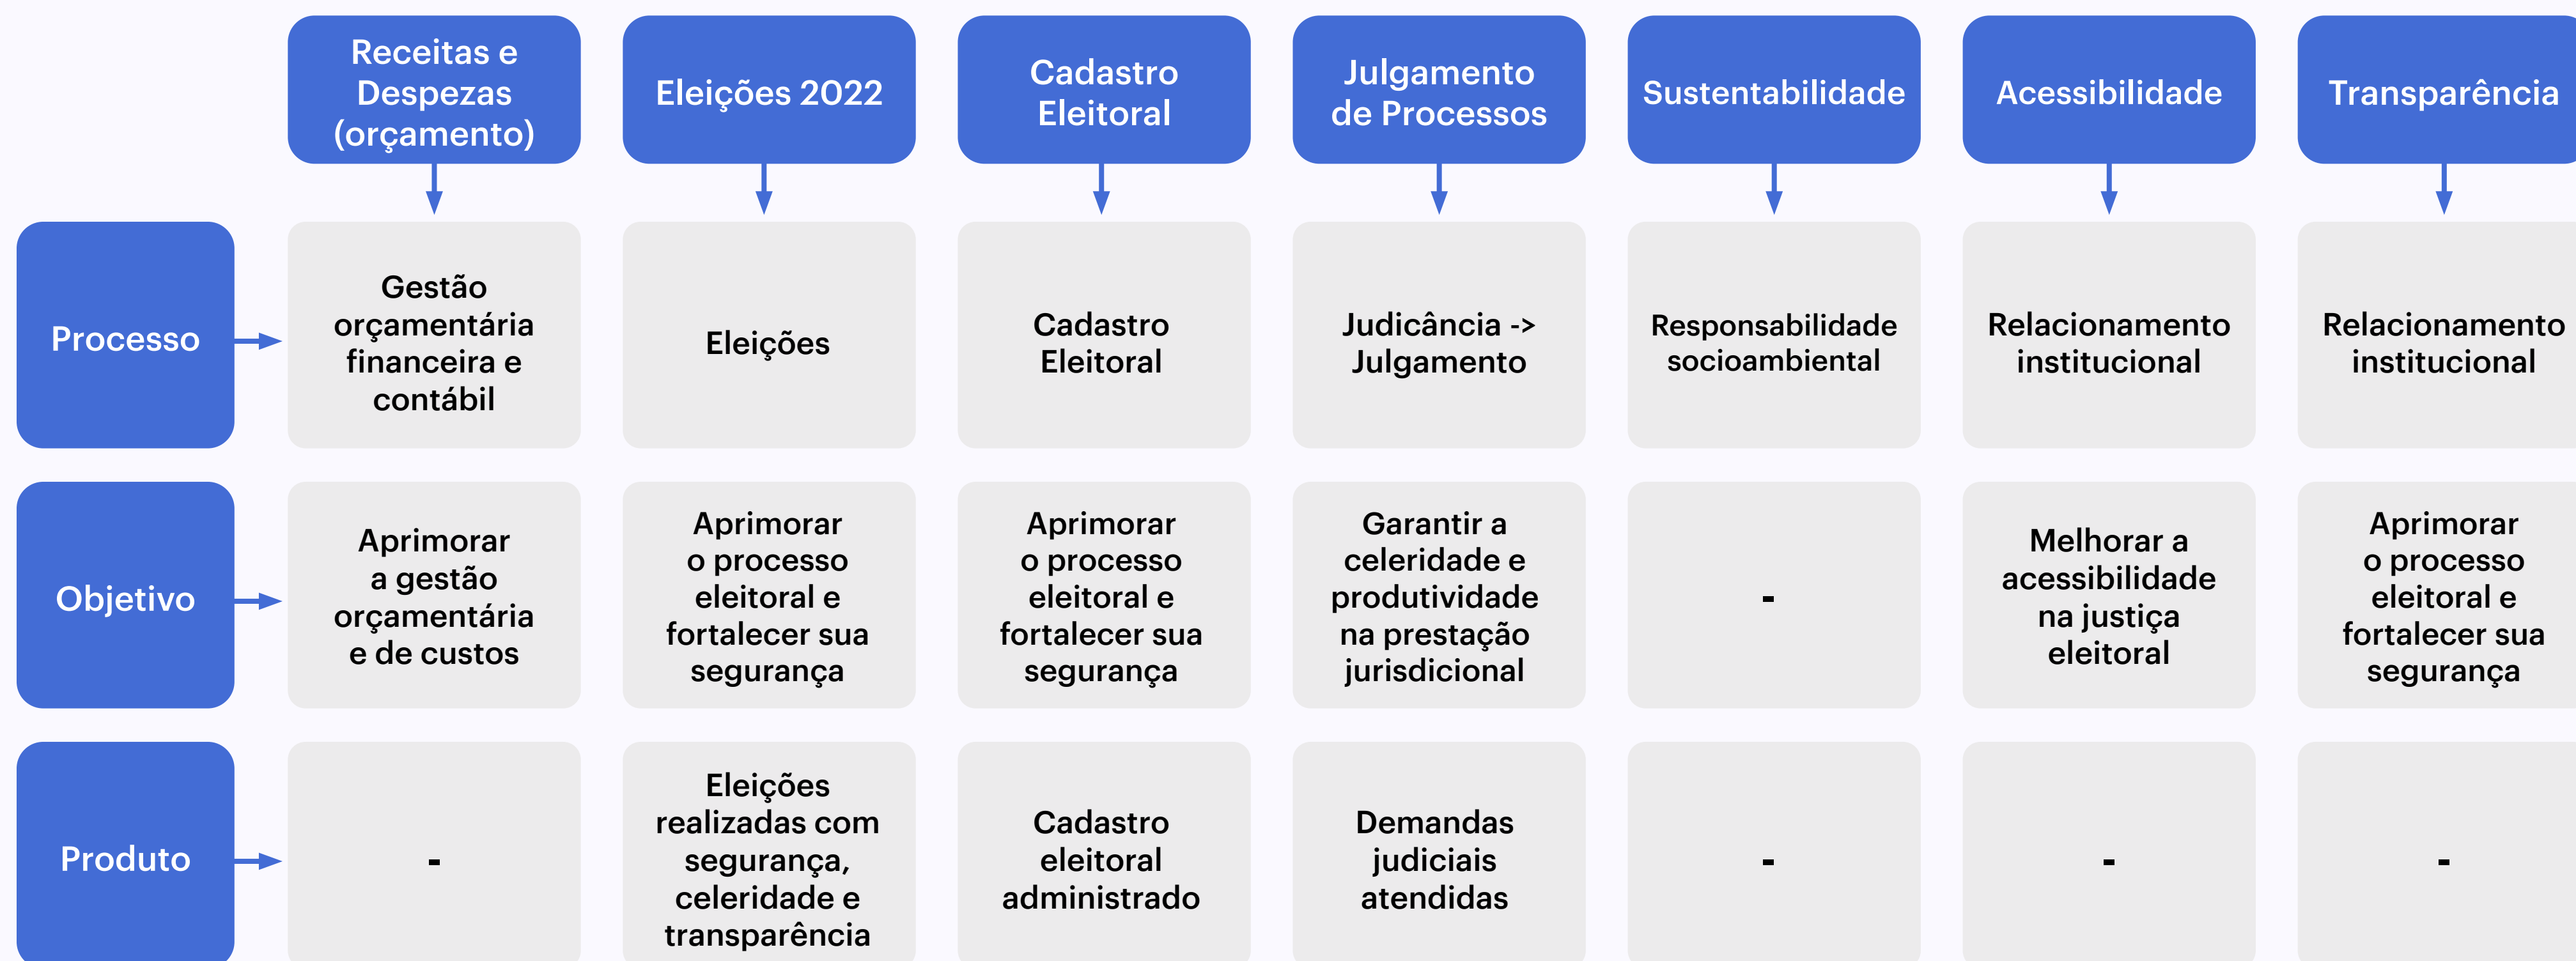 Receitas e
Despezas
(orçamento)
Eleições 2022
Cadastro
Eleitoral
Julgamento
de Processos
Sustentabilidade
Acessibilidade
Transparência
Processo
Gestão
orçamentária
financeira e
contábil
Eleições
Cadastro
Eleitoral
Judicância ->
Julgamento
Responsabilidade
socioambiental
Relacionamento
institucional
Relacionamento
institucional
Objetivo
Aprimorar
a gestão
orçamentária
e de custos
Aprimorar
o processo
eleitoral e
fortalecer sua
segurança
Aprimorar
o processo
eleitoral e
fortalecer sua
segurança
Garantir a
celeridade e
produtividade
na prestação
jurisdicional
-
Melhorar a
acessibilidade
na justiça
eleitoral
Aprimorar
o processo
eleitoral e
fortalecer sua
segurança
Produto
-
Eleições
realizadas com
segurança,
celeridade e
transparência
Cadastro
eleitoral
administrado
Demandas
judiciais
atendidas
-
-
-